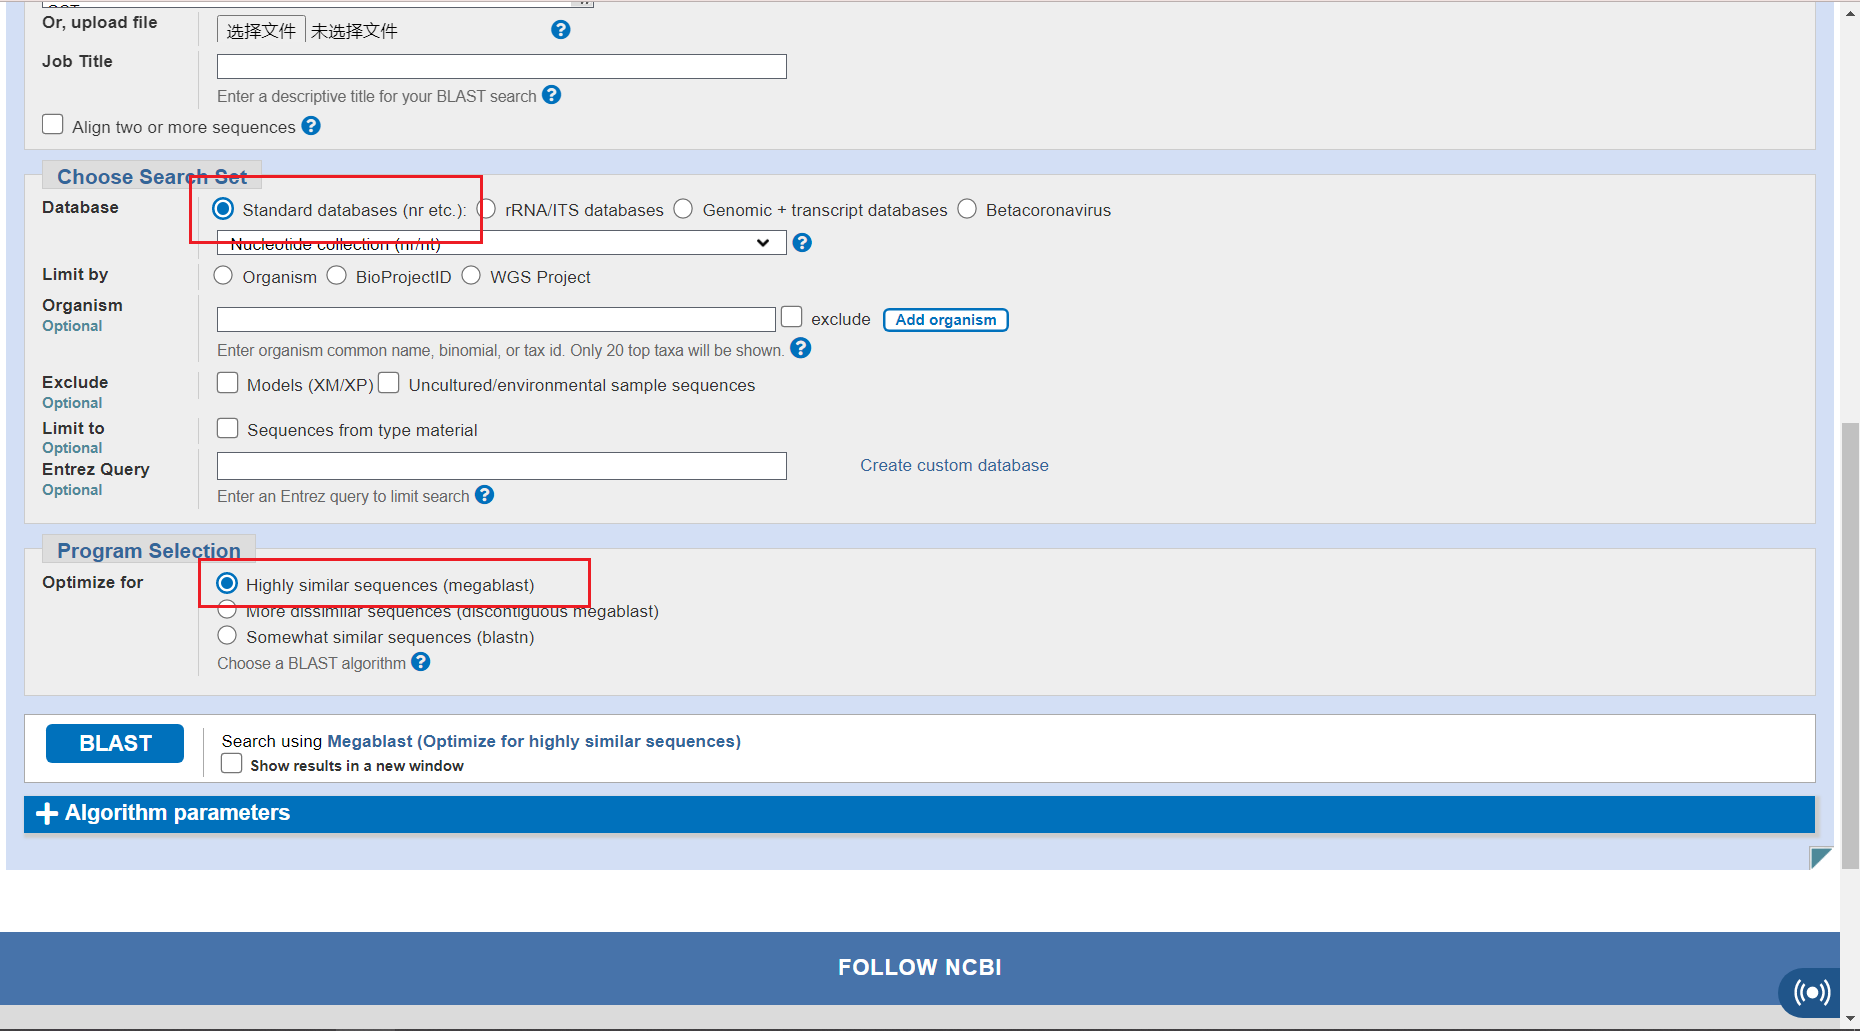 Or, upload file
选择文件 未选择文件
Job Title
Enter a descriptive title for your BLAST search
Align two or more sequences
Choose Search Set
Database
Standard databases (nr etc.): rRNA/ITS databases Genomic + transcript databases Betacoronavirus
Nucleotide collection (nr/nt)
Limit by
Organism BioProjectID WGS Project
Organism
Optional
exclude Add organism
Enter organism common name, binomial, or tax id. Only 20 top taxa will be shown.
Exclude
Optional
Models (XM/XP) Uncultured/environmental sample sequences
Limit to
Optional
Sequences from type material
Entrez Query
Optional
Create custom database
Enter an Entrez query to limit search
Program Selection
Optimize for
Highly similar sequences (megablast)
More dissimilar sequences (discontiguous megablast)
Somewhat similar sequences (blastn)
Choose a BLAST algorithm
BLAST
Search using Megablast (Optimize for highly similar sequences)
Show results in a new window
Algorithm parameters
FOLLOW NCBI